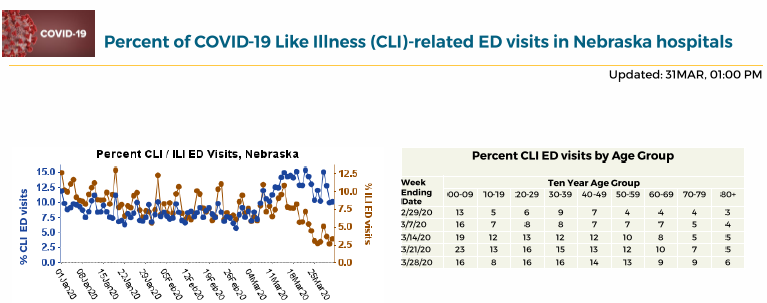 COVID-19
Percent of COVID-19 Like Illness (CLI)-related ED visits in Nebraska hospitals
Updated: 31MAR, 01:00 PM
Percent CLI / ILI ED Visits, Nebraska
% CLI ED visits
15.0
12.5
10.0
7.5
5.0
2.5
0.0
12.5
10.0
7.5
5.0
2.5
0.0
% ILI ED visits
01Jan20
08Jan20
15Jan20
22Jan20
29Jan20
05Feb20
12Feb20
19Feb20
26Feb20
04Mar20
11Mar20
18Mar20
25Mar20
Percent CLI ED visits by Age Group
Week Ending Date
Ten Year Age Group
00-09 10-19 20-29 30-39 40-49 50-59 60-69 70-79 80+
2/29/20 13 5 6 9 7 4 4 4 3
3/7/20 16 7 8 8 7 7 7 5 4
3/14/20 19 12 13 12 12 10 8 5 5
3/21/20 23 13 16 15 13 12 10 7 5
3/28/20 16 8 16 16 14 13 9 9 6